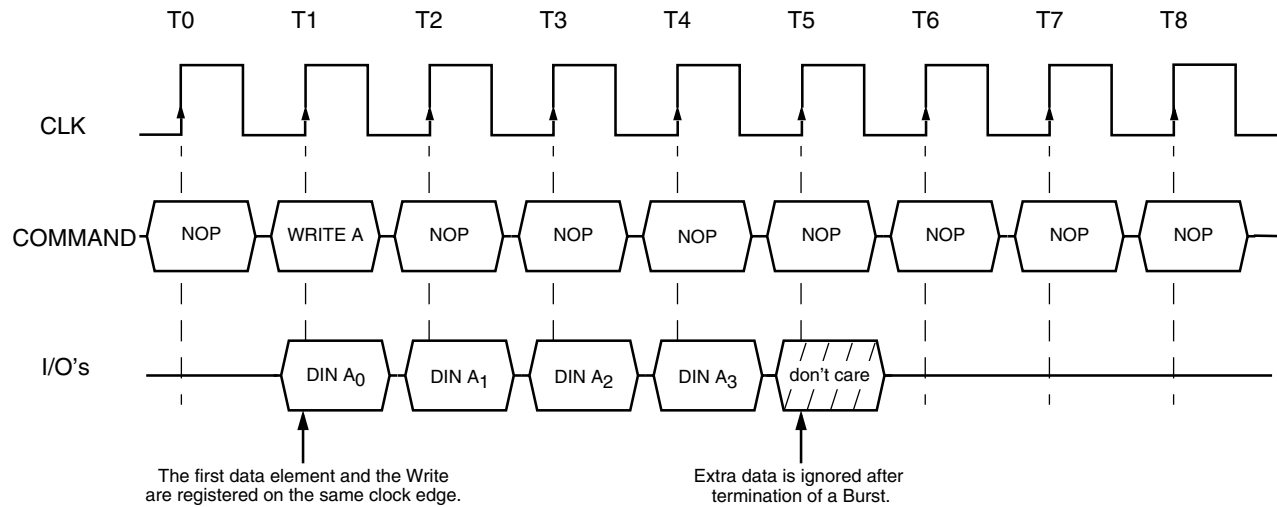 T0 T1 T2 T3 T4 T5 T6 T7 T8
CLK
COMMAND NOP WRITE A NOP NOP NOP NOP NOP NOP NOP
I/O's DIN A0 DIN A1 DIN A2 DIN A3 don't care
The first data element and the Write
are registered on the same clock edge.
Extra data is ignored after
termination of a Burst.